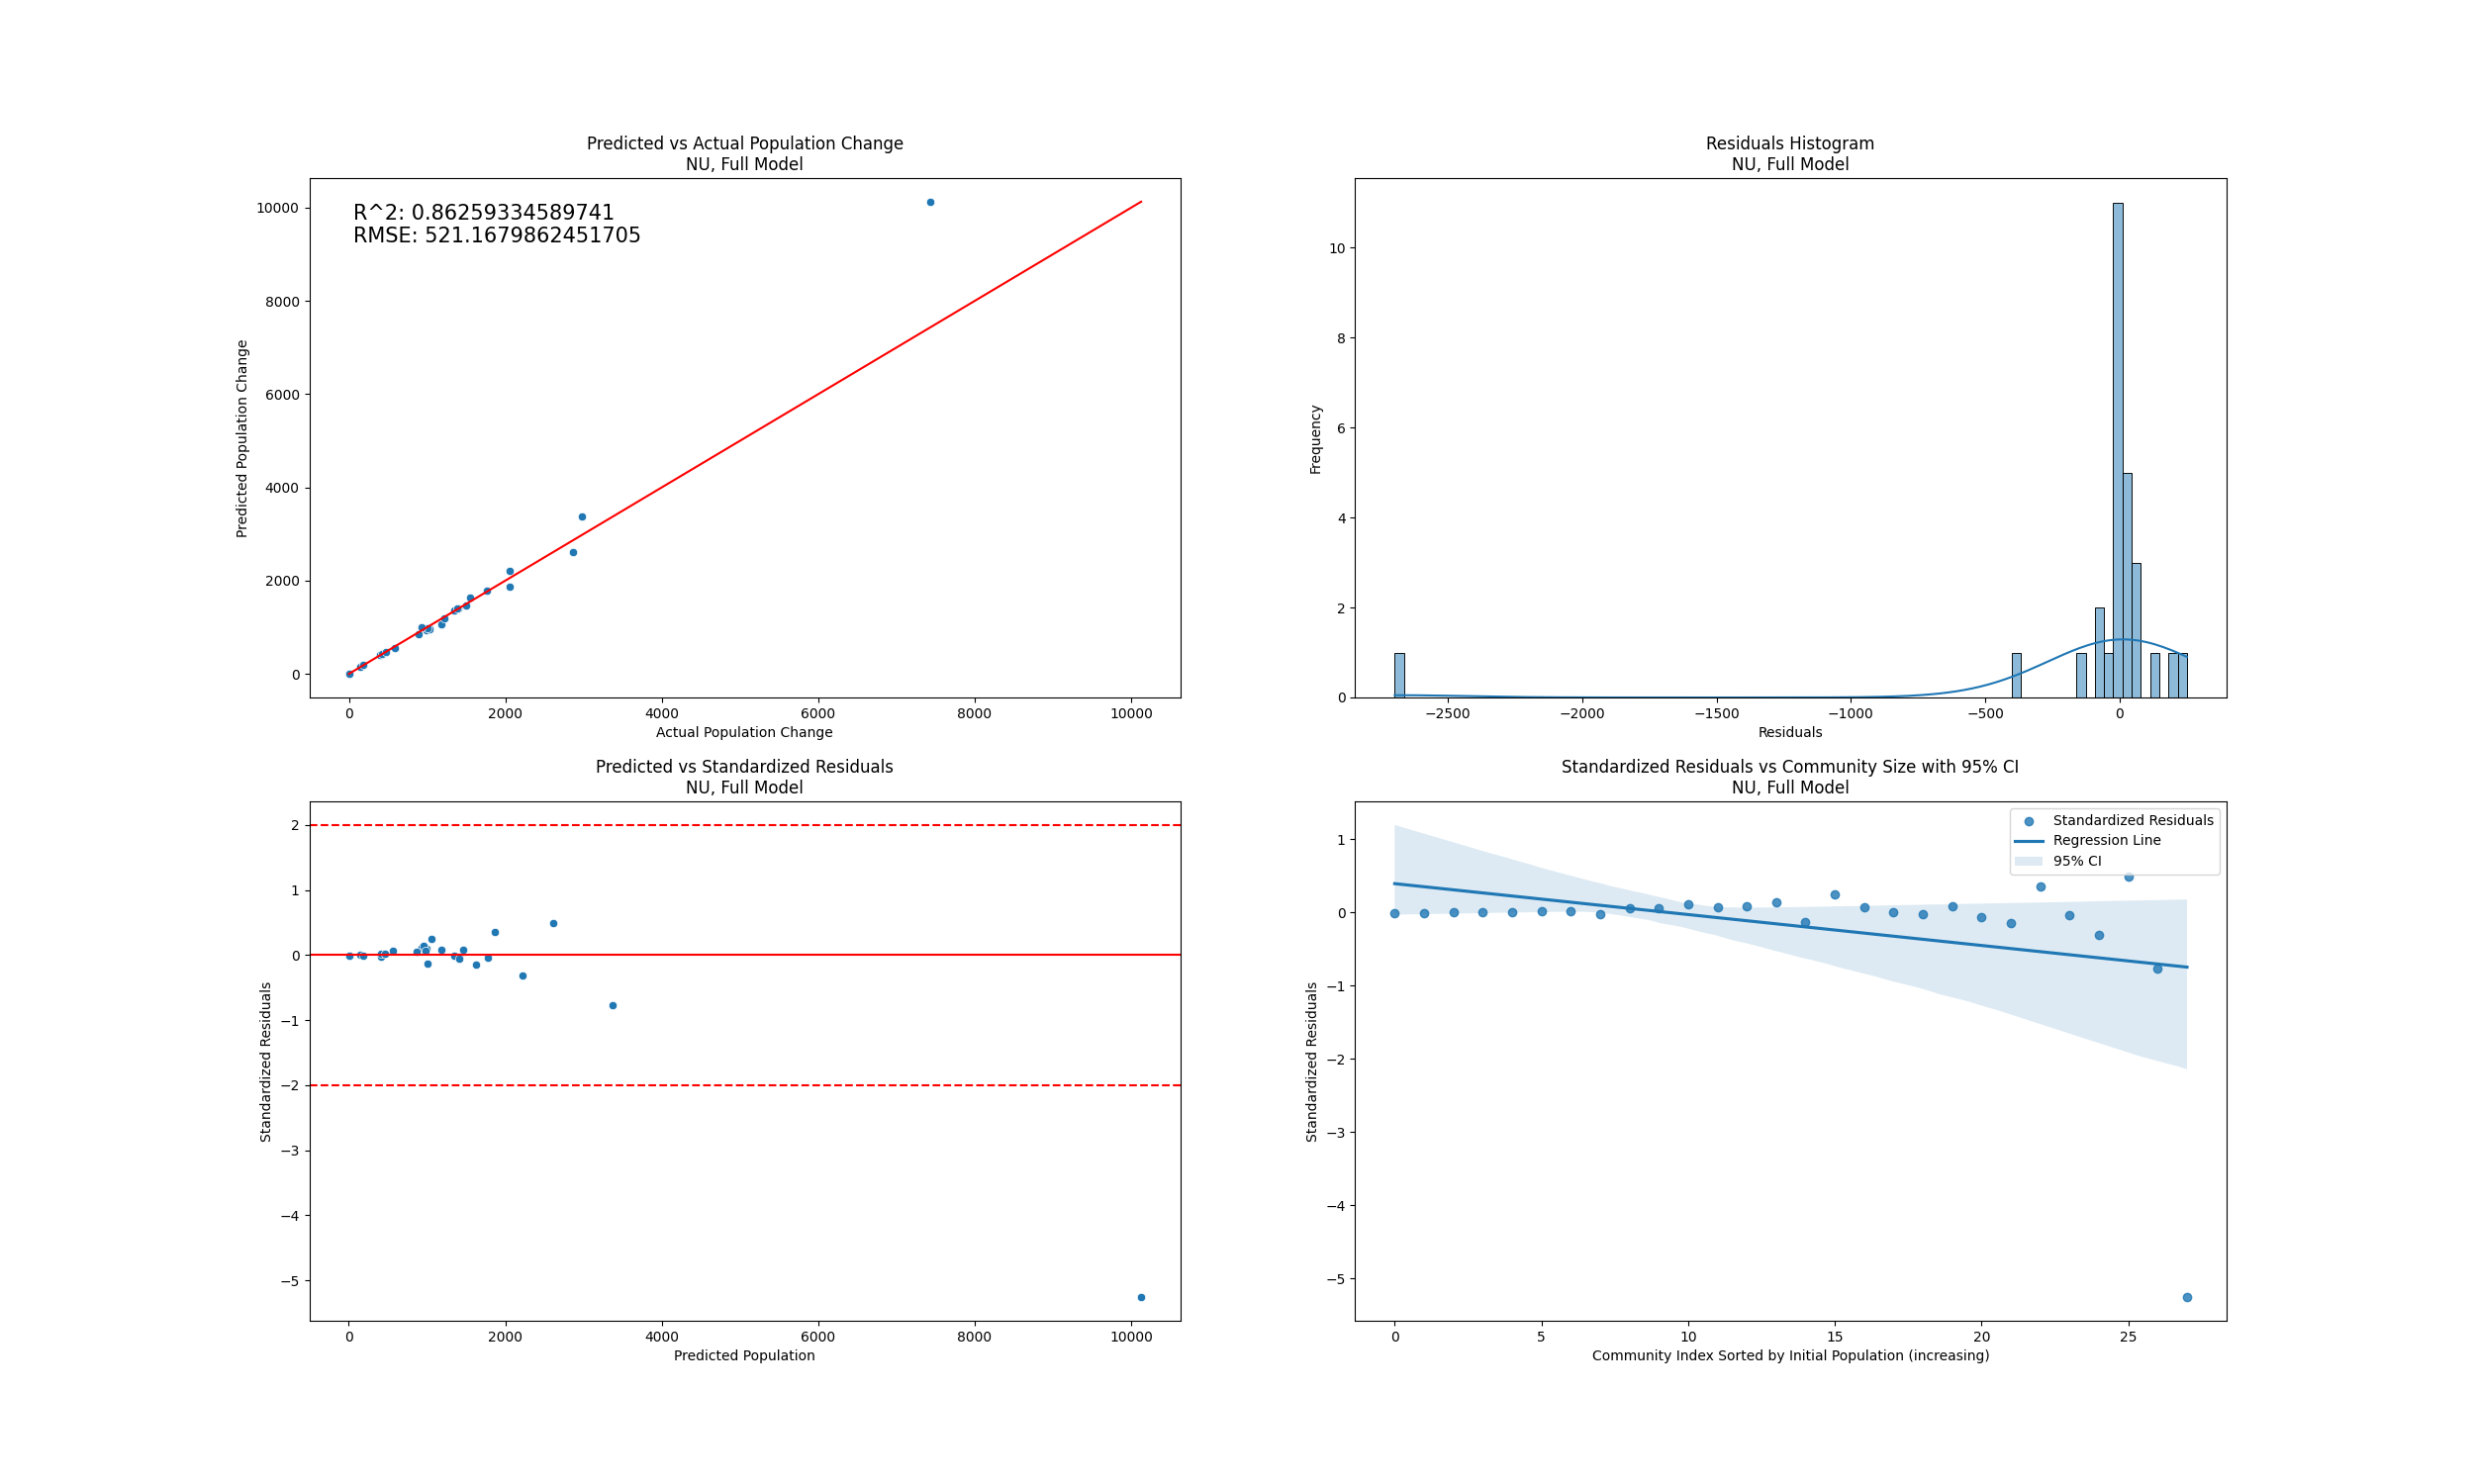 Predicted vs Actual Population Change
NU, Full Model
R^2: 0.86259334589741
RMSE: 521.1679862451705
10000
8000
6000
4000
2000
0
Predicted Population Change
0 2000 4000 6000 8000 10000
Actual Population Change
Residuals Histogram
NU, Full Model
10
8
6
4
2
0
Frequency
−2500 −2000 −1500 −1000 −500 0
Residuals
Predicted vs Standardized Residuals
NU, Full Model
2
1
0
−1
−2
−3
−4
−5
Standardized Residuals
0 2000 4000 6000 8000 10000
Predicted Population
Standardized Residuals vs Community Size with 95% CI
NU, Full Model
Standardized Residuals
Regression Line
95% CI
1
0
−1
−2
−3
−4
−5
Standardized Residuals
0 5 10 15 20 25
Community Index Sorted by Initial Population (increasing)